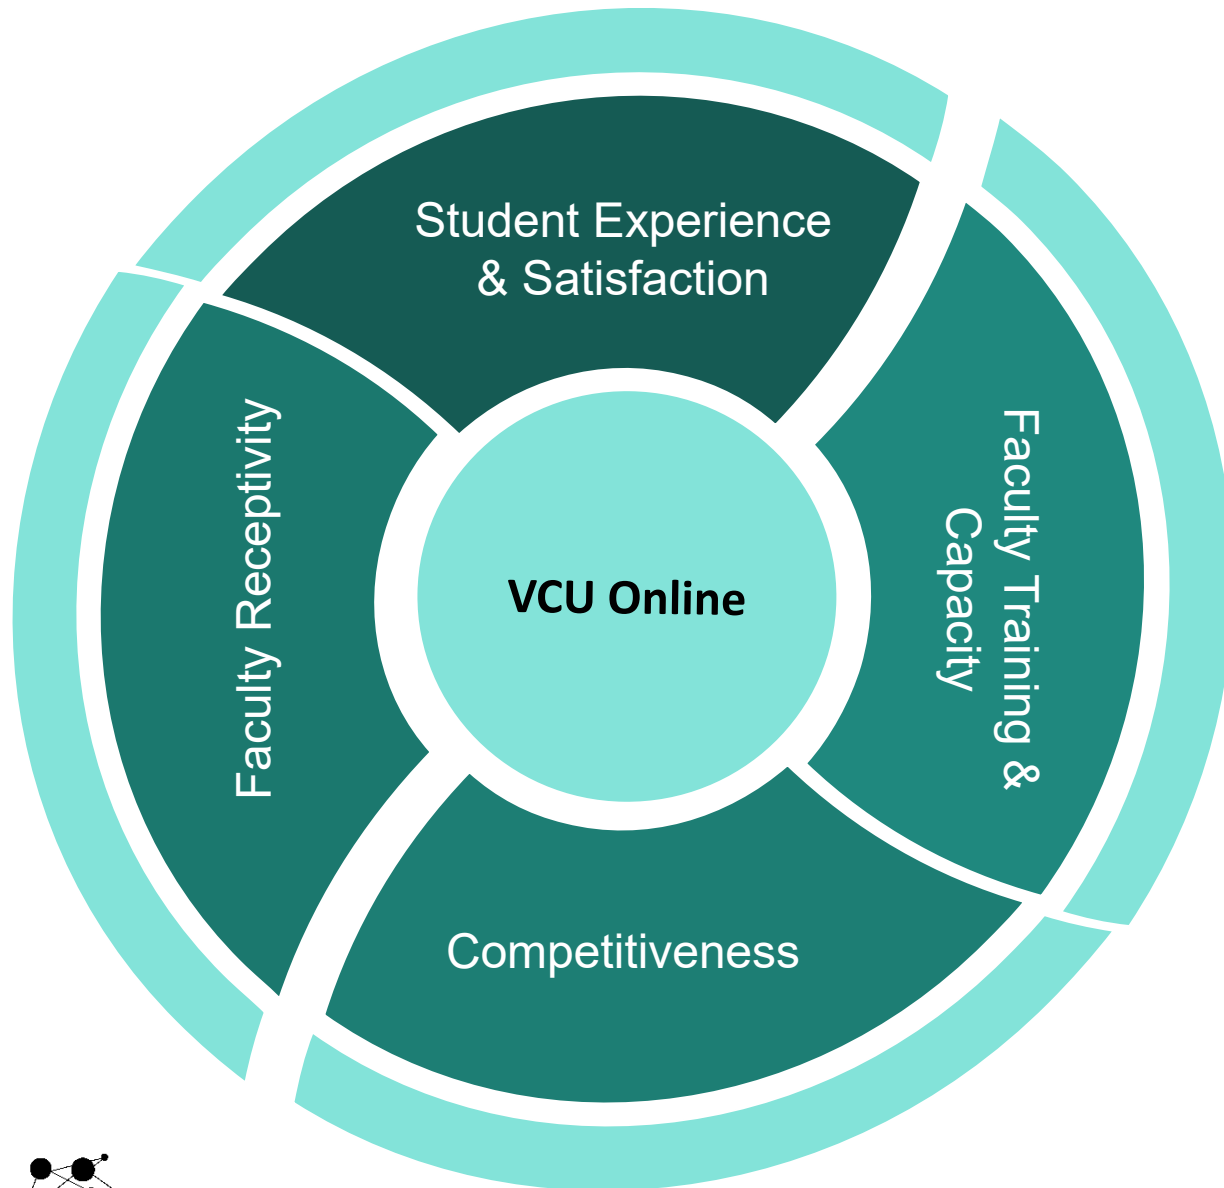 Student Experience
& Satisfaction
Faculty Training &
Capacity
Competitiveness
Faculty Receptivity
VCU Online